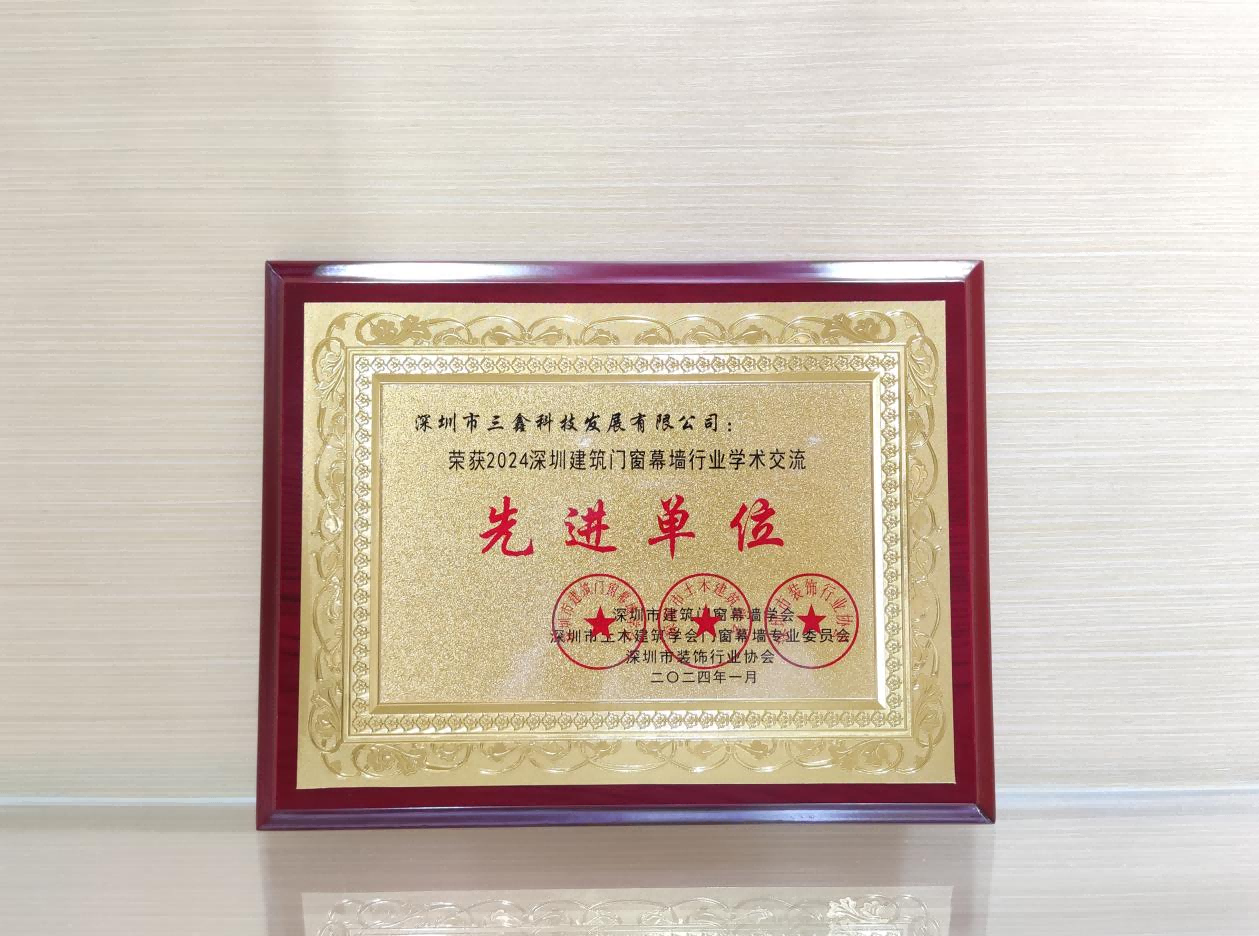 深圳市三鑫科技发展有限公司：
荣获2024深圳建筑门窗幕墙行业学术交流
先进单位
深圳市建筑门窗幕墙学会
深圳市土木建筑学会门窗幕墙专业委员会
深圳市装饰行业协会
二〇二四年一月